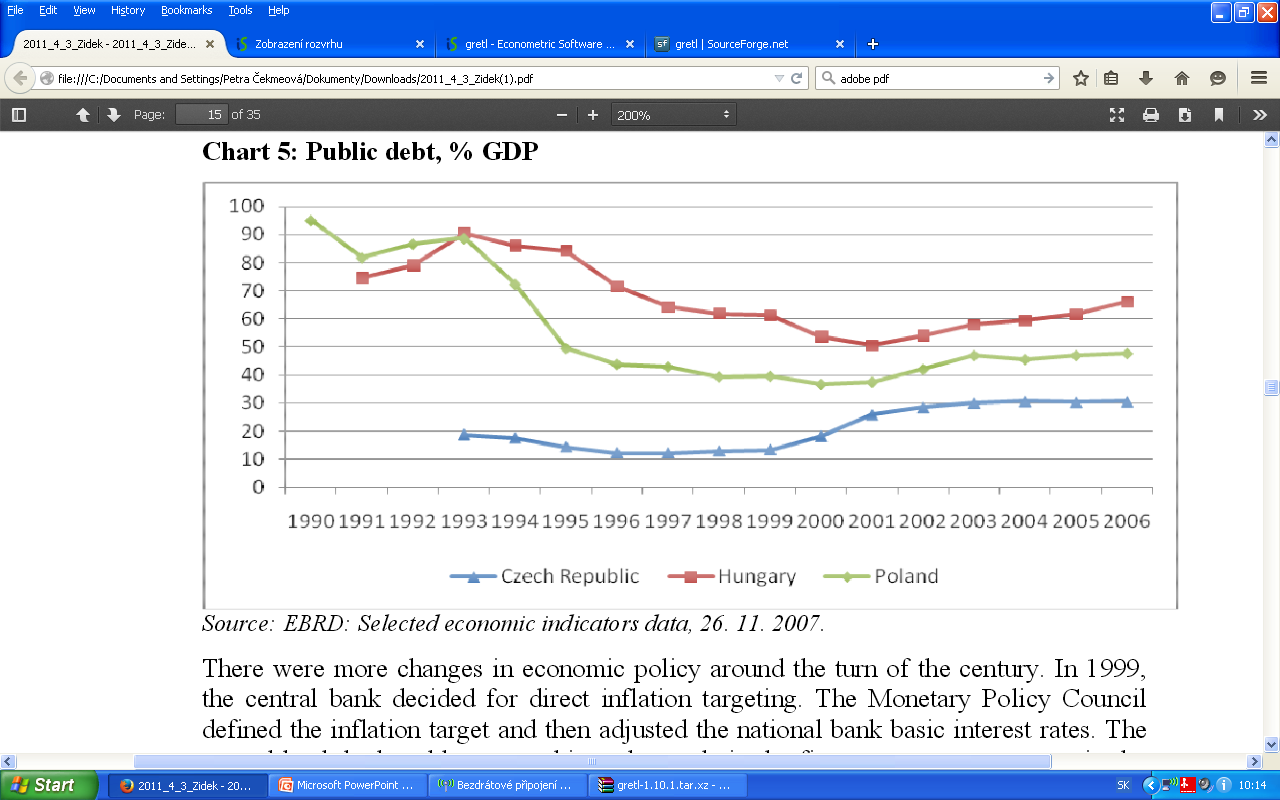 File Edit View History Bookmarks Tools Help
2011_4_3_Zidek - 2011_4_3_Zide... × Zobrazení rozvrhu × gretl - Econometric Software ... × gretl | SourceForge.net × +
file:///C:/Documents and Settings/Petra Čekmeová/Dokumenty/Downloads/2011_4_3_Zidek(1).pdf adobe pdf
Page: 15 of 35 200%
Chart 5: Public debt, % GDP
100
90
80
70
60
50
40
30
20
10
0
1990 1991 1992 1993 1994 1995 1996 1997 1998 1999 2000 2001 2002 2003 2004 2005 2006
Czech Republic Hungary Poland
Source: EBRD: Selected economic indicators data, 26. 11. 2007.
There were more changes in economic policy around the turn of the century. In 1999,
the central bank decided for direct inflation targeting. The Monetary Policy Council
defined the inflation target and then adjusted the national bank basic interest rates. The
Start 2011_4_3_Zidek - 20... Microsoft PowerPoint ... Bezdrátové připojení ... gretl-1.10.1.tar.xz - ... SK 10:14